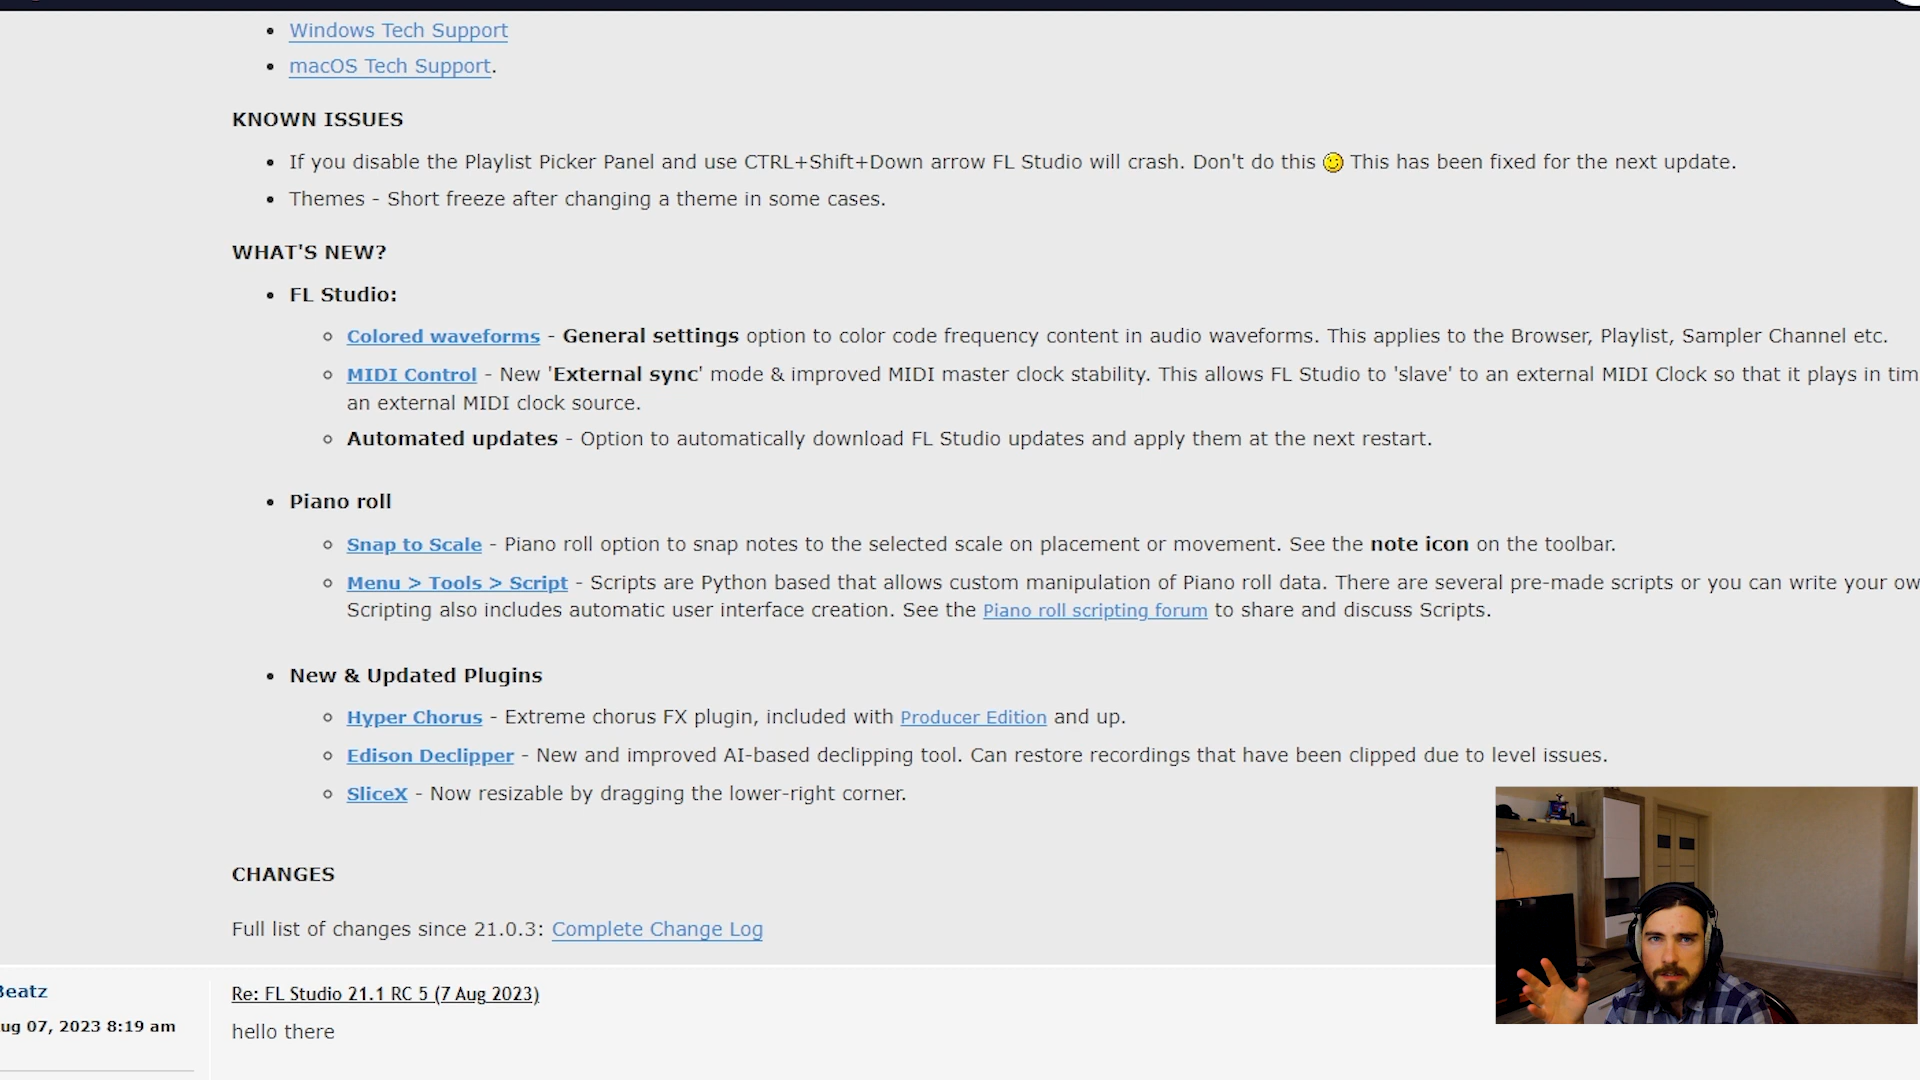 Windows Tech Support
macOS Tech Support.
KNOWN ISSUES
If you disable the Playlist Picker Panel and use CTRL+Shift+Down arrow FL Studio will crash. Don't do this This has been fixed for the next update.
Themes - Short freeze after changing a theme in some cases.
WHAT'S NEW?
FL Studio:
Colored waveforms - General settings option to color code frequency content in audio waveforms. This applies to the Browser, Playlist, Sampler Channel etc.
MIDI Control - New 'External sync' mode & improved MIDI master clock stability. This allows FL Studio to 'slave' to an external MIDI Clock so that it plays in tim
an external MIDI clock source.
Automated updates - Option to automatically download FL Studio updates and apply them at the next restart.
Piano roll
Snap to Scale - Piano roll option to snap notes to the selected scale on placement or movement. See the note icon on the toolbar.
Menu > Tools > Script - Scripts are Python based that allows custom manipulation of Piano roll data. There are several pre-made scripts or you can write your ow
Scripting also includes automatic user interface creation. See the Piano roll scripting forum to share and discuss Scripts.
New & Updated Plugins
Hyper Chorus - Extreme chorus FX plugin, included with Producer Edition and up.
Edison Declipper - New and improved AI-based declipping tool. Can restore recordings that have been clipped due to level issues.
SliceX - Now resizable by dragging the lower-right corner.
CHANGES
Full list of changes since 21.0.3: Complete Change Log
Beatz
ug 07, 2023 8:19 am
Re: FL Studio 21.1 RC 5 (7 Aug 2023)
hello there